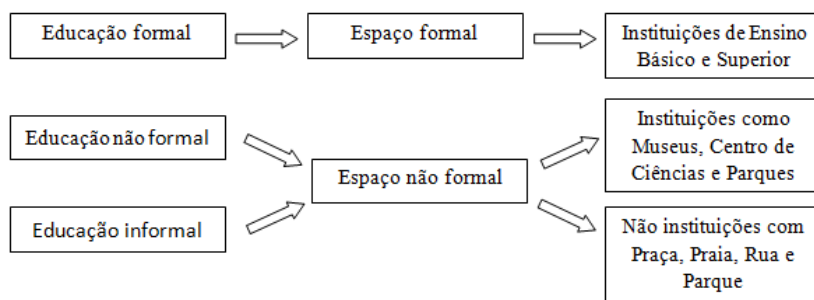 Educação formal
Espaço formal
Instituições de Ensino
Básico e Superior
Educação não formal
Educação informal
Espaço não formal
Instituições como
Museus, Centro de
Ciências e Parques
Não instituições com
Praça, Praia, Rua e
Parque